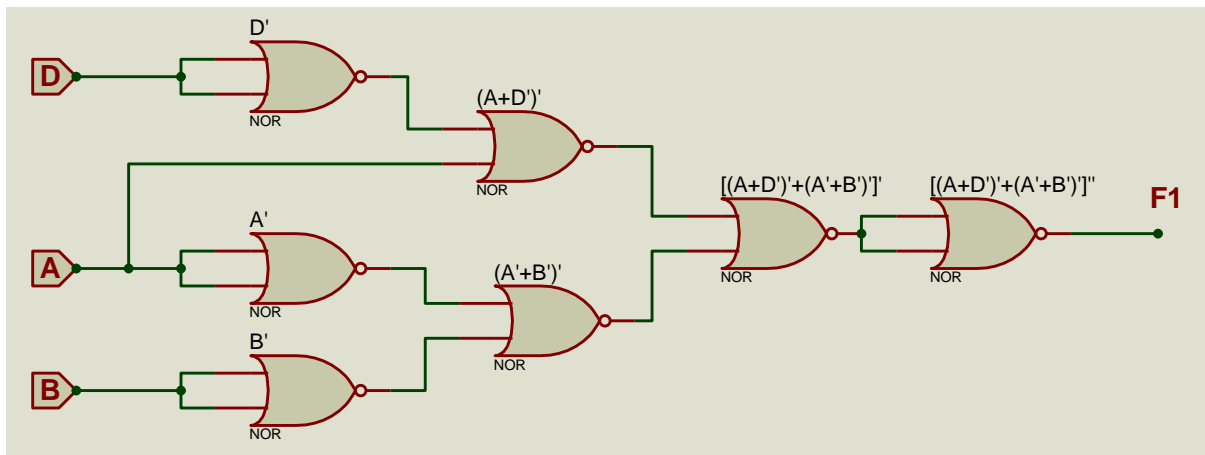 D'
D
NOR
(A+D')'
NOR
[(A+D')'+(A'+B')']'
NOR
[(A+D')'+(A'+B')']''
NOR
F1
A'
A
NOR
(A'+B')'
NOR
B'
B
NOR